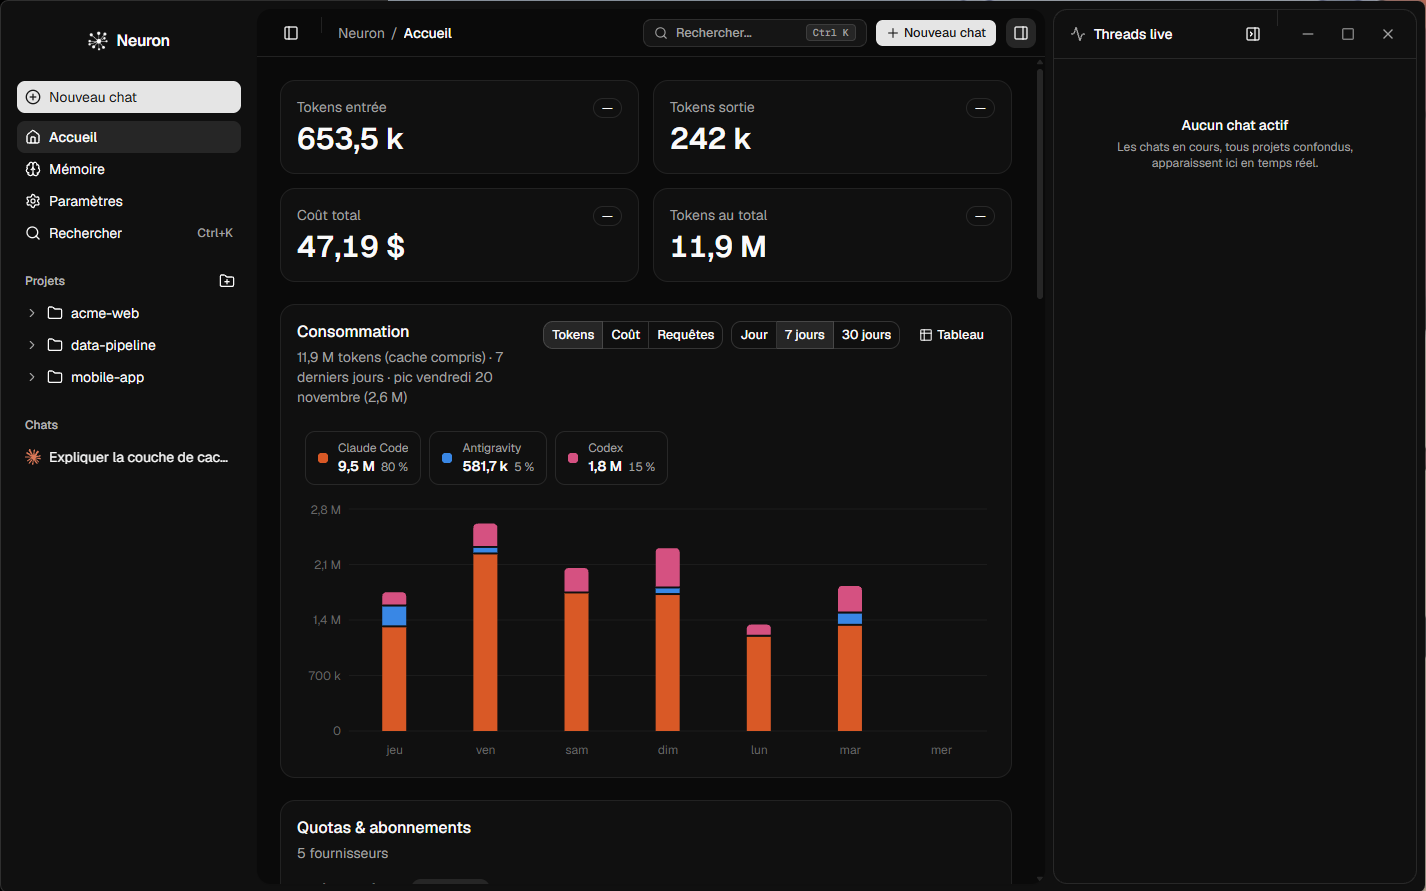 Neuron
Nouveau chat
Accueil
Mémoire
Paramètres
Rechercher Ctrl+K
Projets
acme-web
data-pipeline
mobile-app
Chats
Expliquer la couche de cac...
Neuron / Accueil
Rechercher... Ctrl K
+ Nouveau chat
Tokens entrée —
653,5 k
Tokens sortie —
242 k
Coût total —
47,19 $
Tokens au total —
11,9 M
Consommation
11,9 M tokens (cache compris) · 7
derniers jours · pic vendredi 20
novembre (2,6 M)
Tokens Coût Requêtes
Jour 7 jours 30 jours
Tableau
Claude Code
9,5 M 80 %
Antigravity
581,7 k 5 %
Codex
1,8 M 15 %
2,8 M
2,1 M
1,4 M
700 k
0
jeu ven sam dim lun mar mer
Quotas & abonnements
5 fournisseurs
Threads live
Aucun chat actif
Les chats en cours, tous projets confondus,
apparaissent ici en temps réel.